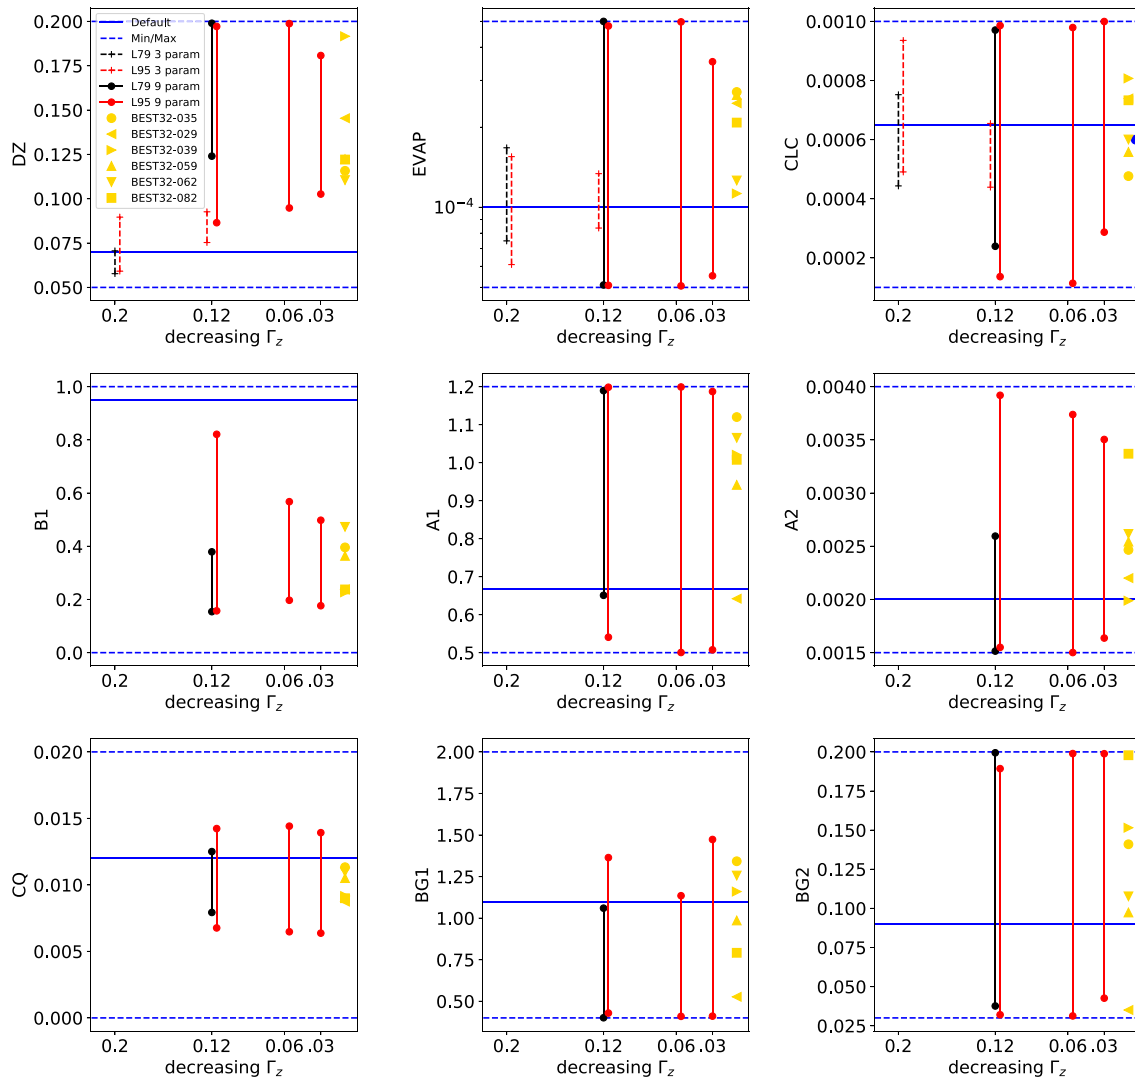 0.200
0.175
0.150
0.125
0.100
0.075
0.050
DZ
Default
Min/Max
L79 3 param
L95 3 param
L79 9 param
L95 9 param
BEST32-035
BEST32-029
BEST32-039
BEST32-059
BEST32-062
BEST32-082
0.2 0.12 0.06 .03
decreasing Γz
EVAP
10−4
0.2 0.12 0.06 .03
decreasing Γz
0.0010
0.0008
0.0006
0.0004
0.0002
CLC
0.2 0.12 0.06 .03
decreasing Γz
1.0
0.8
0.6
0.4
0.2
0.0
B1
0.2 0.12 0.06 .03
decreasing Γz
1.2
1.1
1.0
0.9
0.8
0.7
0.6
0.5
A1
0.2 0.12 0.06 .03
decreasing Γz
0.0040
0.0035
0.0030
0.0025
0.0020
0.0015
A2
0.2 0.12 0.06 .03
decreasing Γz
0.020
0.015
0.010
0.005
0.000
CQ
0.2 0.12 0.06 .03
decreasing Γz
2.00
1.75
1.50
1.25
1.00
0.75
0.50
BG1
0.2 0.12 0.06 .03
decreasing Γz
0.200
0.175
0.150
0.125
0.100
0.075
0.050
0.025
BG2
0.2 0.12 0.06 .03
decreasing Γz